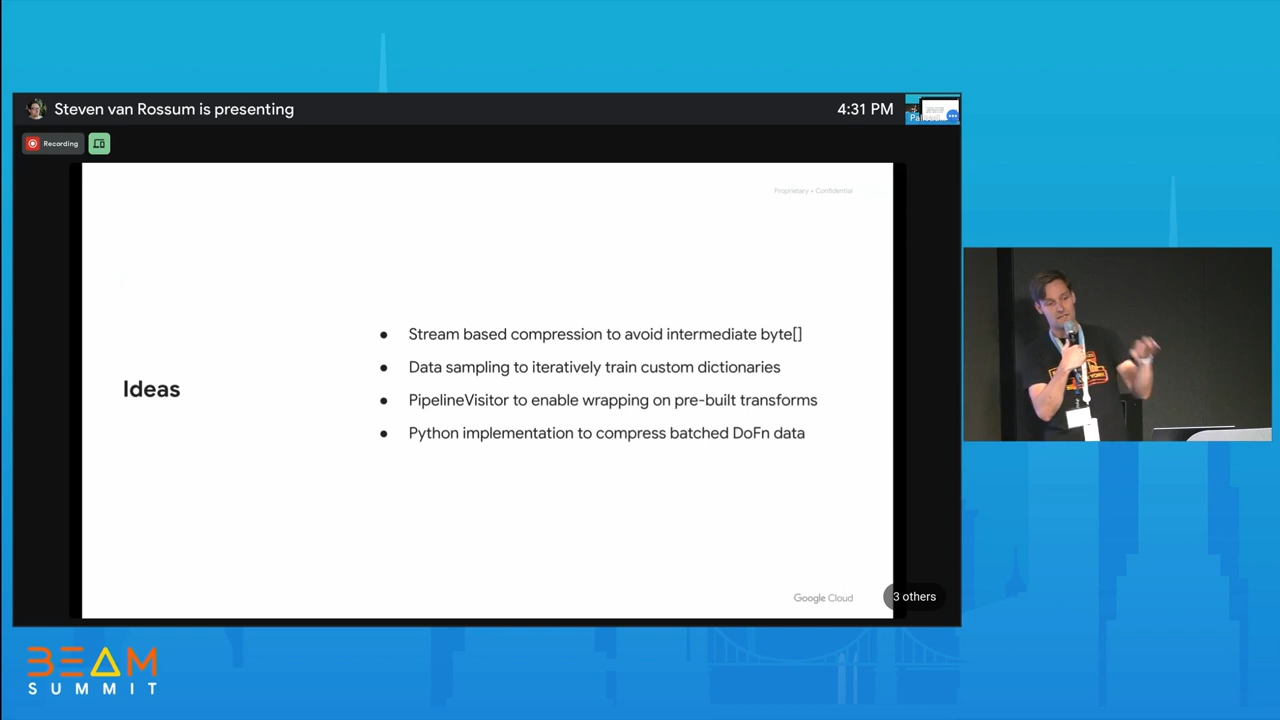 Steven van Rossum is presenting
4:31 PM
Recording
Proprietary + Confidential
Ideas
● Stream based compression to avoid intermediate byte[]
● Data sampling to iteratively train custom dictionaries
● PipelineVisitor to enable wrapping on pre-built transforms
● Python implementation to compress batched DoFn data
Google Cloud
3 others
BEAM
SUMMIT